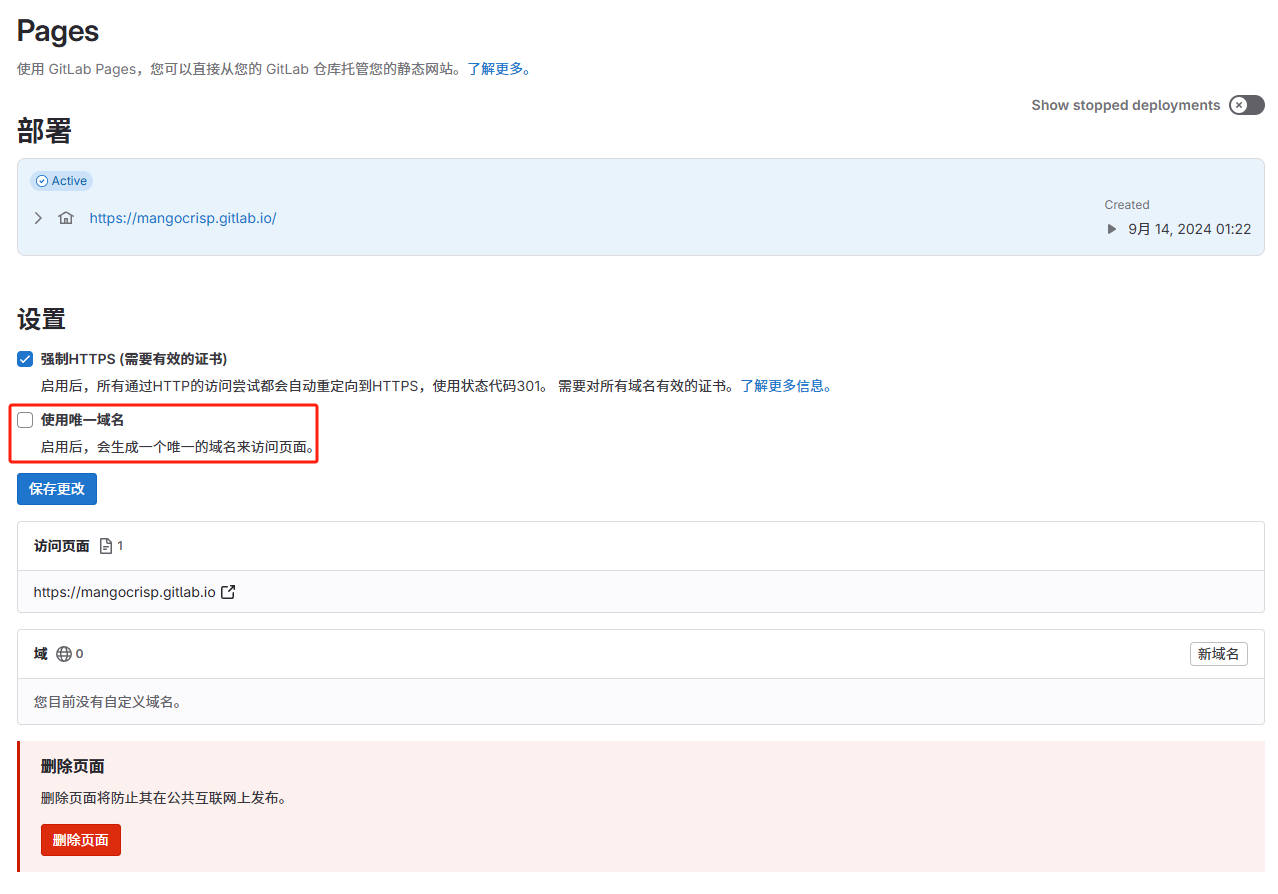 Pages
使用 GitLab Pages，您可以直接从您的 GitLab 仓库托管您的静态网站。了解更多。
Show stopped deployments
部署
Active
https://mangocrisp.gitlab.io/
Created
9月 14, 2024 01:22
设置
强制HTTPS (需要有效的证书)
启用后，所有通过HTTP的访问尝试都会自动重定向到HTTPS，使用状态代码301。 需要对所有域名有效的证书。了解更多信息。
使用唯一域名
启用后，会生成一个唯一的域名来访问页面。
保存更改
访问页面 1
https://mangocrisp.gitlab.io
域 0
新域名
您目前没有自定义域名。
删除页面
删除页面将防止其在公共互联网上发布。
删除页面